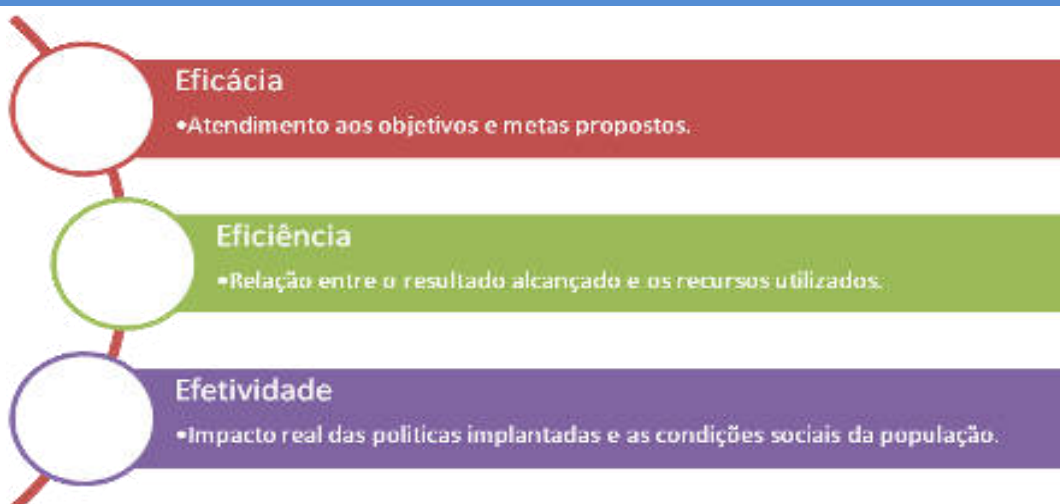 Eficácia
•Atendimento aos objetivos e metas propostos.
Eficiência
•Relação entre o resultado alcançado e os recursos utilizados.
Efetividade
•Impacto real das politicas implantadas e as condições sociais da população.